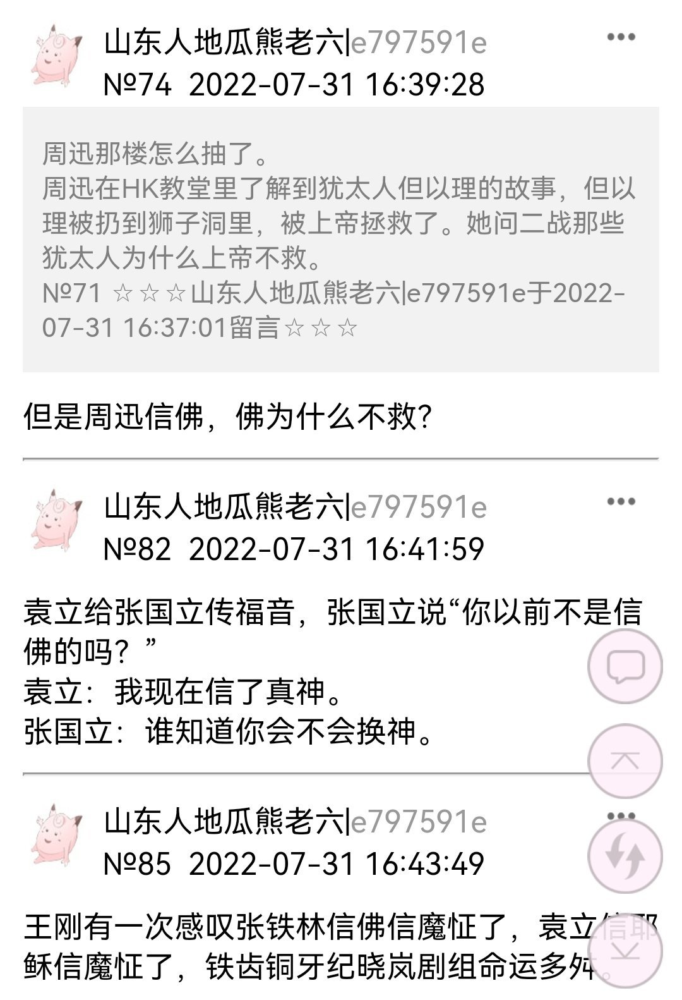 山东人地瓜熊老六|e797591e
№74 2022-07-31 16:39:28
周迅那楼怎么抽了。
周迅在HK教堂里了解到犹太人但以理的故事，但以
理被扔到狮子洞里，被上帝拯救了。她问二战那些
犹太人为什么上帝不救。
№71 ☆☆☆山东人地瓜熊老六|e797591e于2022-
07-31 16:37:01留言☆☆☆
但是周迅信佛，佛为什么不救？
山东人地瓜熊老六|e797591e
№82 2022-07-31 16:41:59
袁立给张国立传福音，张国立说“你以前不是信
佛的吗？”
袁立：我现在信了真神。
张国立：谁知道你会不会换神。
山东人地瓜熊老六|e797591e
№85 2022-07-31 16:43:49
王刚有一次感叹张铁林信佛信魔怔了，袁立信耶
稣信魔怔了，铁齿铜牙纪晓岚剧组命运多舛。